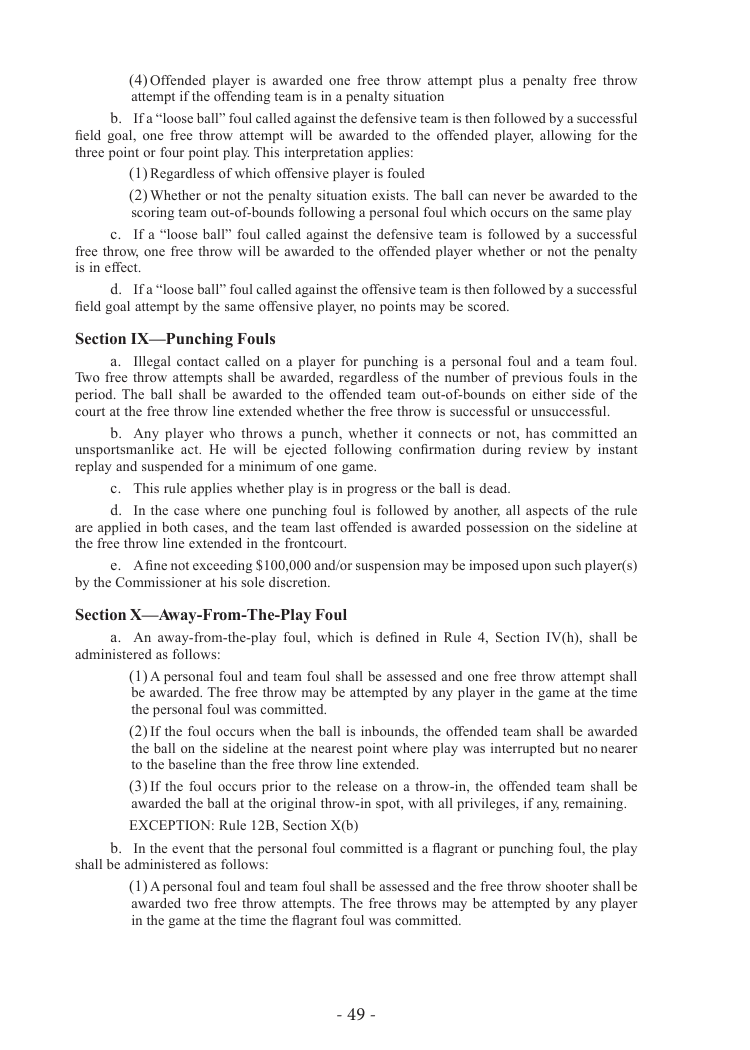 (4) Offended player is awarded one free throw attempt plus a penalty free throw
attempt if the offending team is in a penalty situation
b. If a “loose ball” foul called against the defensive team is then followed by a successful
field goal, one free throw attempt will be awarded to the offended player, allowing for the
three point or four point play. This interpretation applies:
(1) Regardless of which offensive player is fouled
(2) Whether or not the penalty situation exists. The ball can never be awarded to the
scoring team out-of-bounds following a personal foul which occurs on the same play
c. If a “loose ball” foul called against the defensive team is followed by a successful
free throw, one free throw will be awarded to the offended player whether or not the penalty
is in effect.
d. If a “loose ball” foul called against the offensive team is then followed by a successful
field goal attempt by the same offensive player, no points may be scored.
Section IX—Punching Fouls
a. Illegal contact called on a player for punching is a personal foul and a team foul.
Two free throw attempts shall be awarded, regardless of the number of previous fouls in the
period. The ball shall be awarded to the offended team out-of-bounds on either side of the
court at the free throw line extended whether the free throw is successful or unsuccessful.
b. Any player who throws a punch, whether it connects or not, has committed an
unsportsmanlike act. He will be ejected following confirmation during review by instant
replay and suspended for a minimum of one game.
c. This rule applies whether play is in progress or the ball is dead.
d. In the case where one punching foul is followed by another, all aspects of the rule
are applied in both cases, and the team last offended is awarded possession on the sideline at
the free throw line extended in the frontcourt.
e. A fine not exceeding $100,000 and/or suspension may be imposed upon such player(s)
by the Commissioner at his sole discretion.
Section X—Away-From-The-Play Foul
a. An away-from-the-play foul, which is defined in Rule 4, Section IV(h), shall be
administered as follows:
(1) A personal foul and team foul shall be assessed and one free throw attempt shall
be awarded. The free throw may be attempted by any player in the game at the time
the personal foul was committed.
(2) If the foul occurs when the ball is inbounds, the offended team shall be awarded
the ball on the sideline at the nearest point where play was interrupted but no nearer
to the baseline than the free throw line extended.
(3) If the foul occurs prior to the release on a throw-in, the offended team shall be
awarded the ball at the original throw-in spot, with all privileges, if any, remaining.
EXCEPTION: Rule 12B, Section X(b)
b. In the event that the personal foul committed is a flagrant or punching foul, the play
shall be administered as follows:
(1) A personal foul and team foul shall be assessed and the free throw shooter shall be
awarded two free throw attempts. The free throws may be attempted by any player
in the game at the time the flagrant foul was committed.
- 49 -